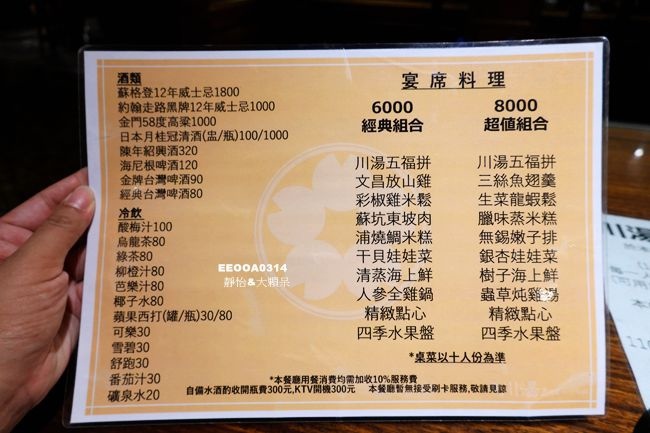 酒類
蘇格登12年威士忌1800
約翰走路黑牌12年威士忌1000
金門58度高粱1000
日本月桂冠清酒(盅/瓶)100/1000
陳年紹興酒320
海尼根啤酒120
金牌台灣啤酒90
經典台灣啤酒80
冷飲
酸梅汁100
烏龍茶80
綠茶80
柳橙汁80
芭樂汁80
椰子水80
蘋果西打(罐/瓶)30/80
可樂30
雪碧30
舒跑30
番茄汁30
礦泉水20
宴席料理
6000
經典組合
川湯五福拼
文昌放山雞
彩椒雞米鬆
蘇坑東坡肉
浦燒鯛米糕
干貝娃娃菜
清蒸海上鮮
人參全雞鍋
精緻點心
四季水果盤
8000
超值組合
川湯五福拼
三絲魚翅羹
生菜龍蝦鬆
臘味蒸米糕
無錫嫩子排
銀杏娃娃菜
樹子海上鮮
蟲草炖雞湯
精緻點心
四季水果盤
*桌菜以十人份為準
*本餐廳用餐消費均需加收10%服務費
自備水酒酌收開瓶費300元,KTV開機300元 本餐廳暫無接受刷卡服務,敬請見諒
EEOOA0314
靜怡&大顆呆
川湯